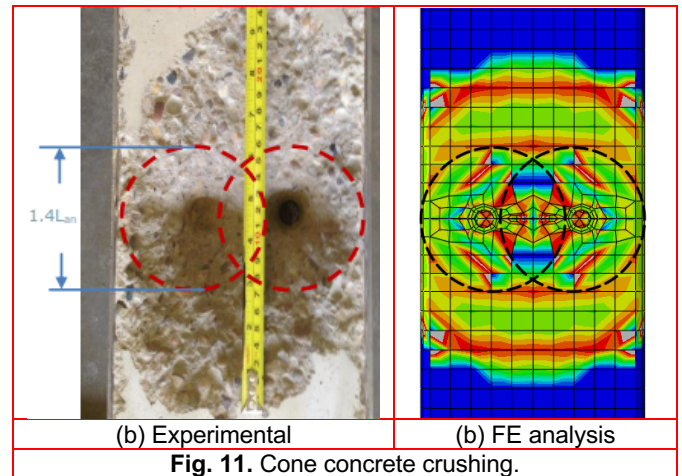 1.4Lan
(b) Experimental
(b) FE analysis
Fig. 11. Cone concrete crushing.